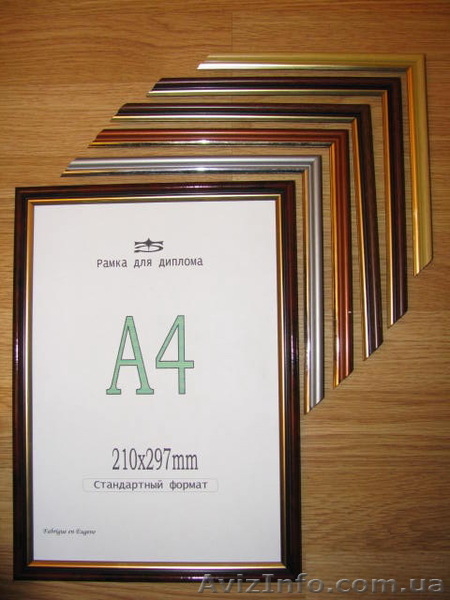 Рамка для диплома
A4
210x297mm
Стандартный формат
Fabrique en Eugene
AvizInfo.com.ua